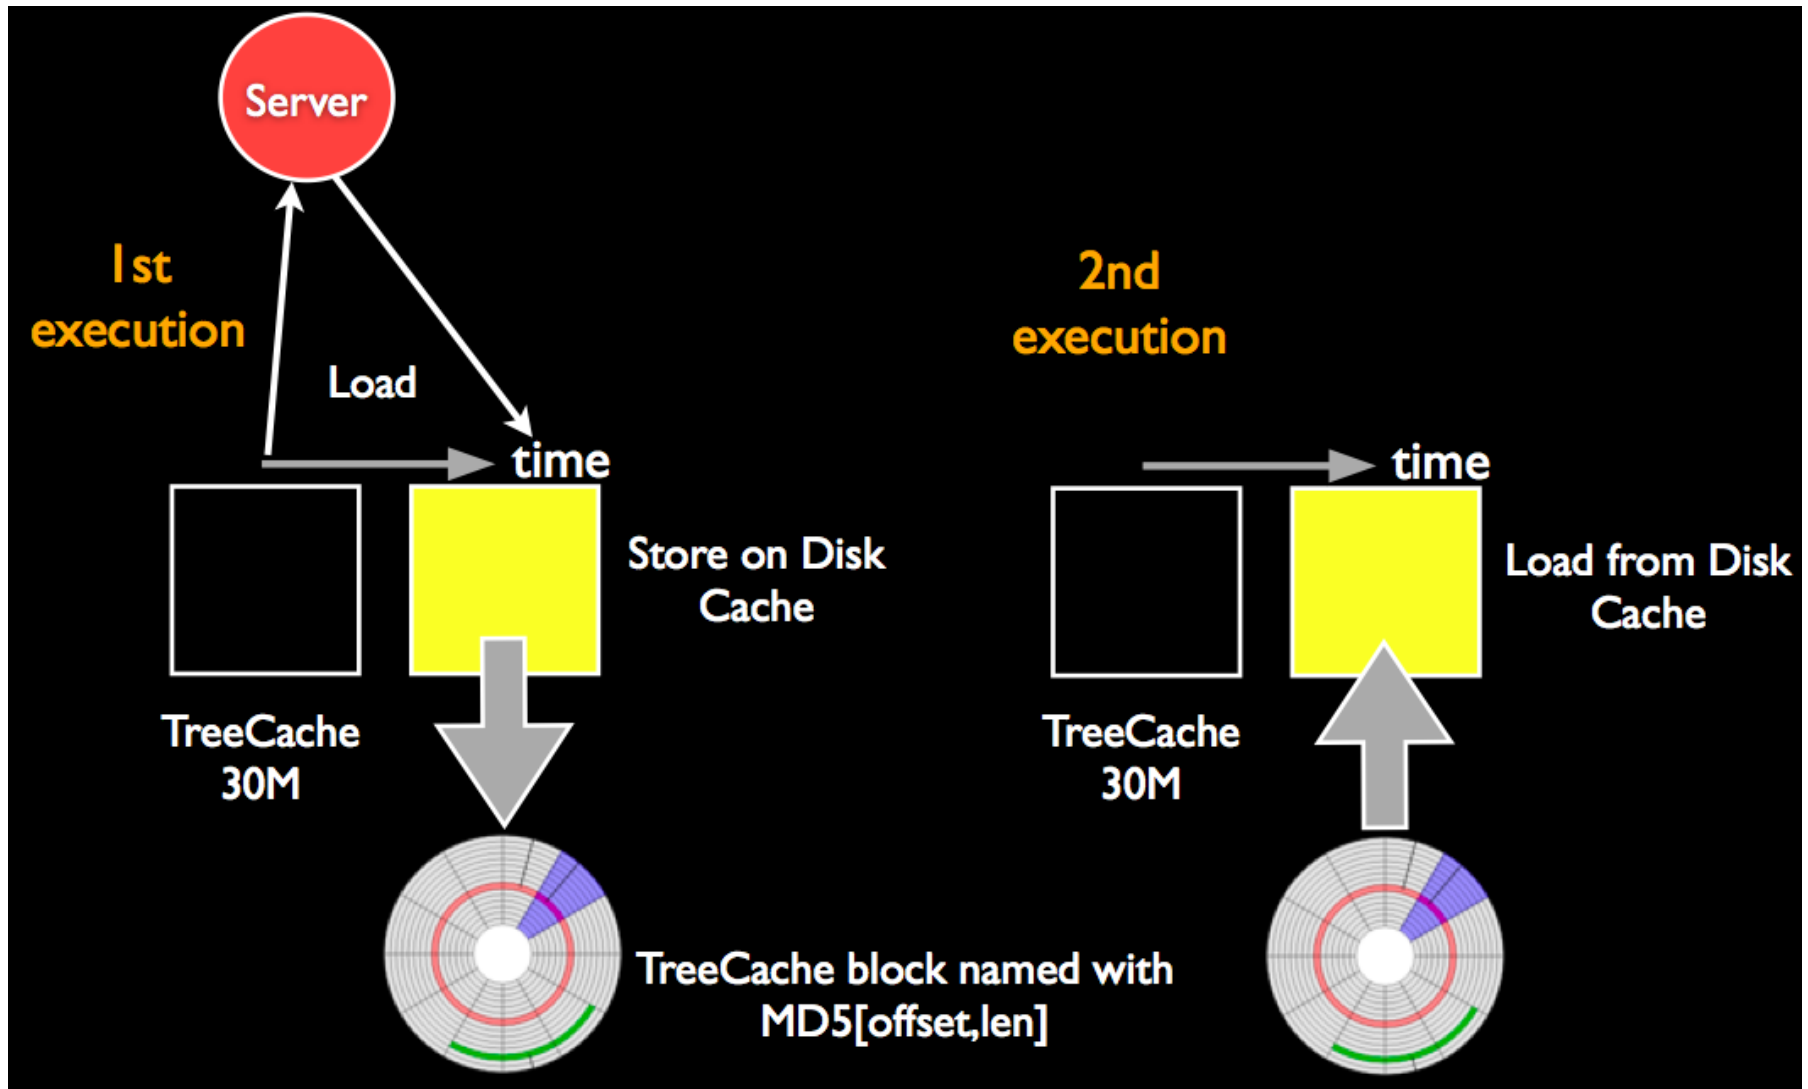 Server
1st
execution
Load
time
Store on Disk
Cache
TreeCache
30M
TreeCache block named with
MD5[offset,len]
2nd
execution
time
Load from Disk
Cache
TreeCache
30M